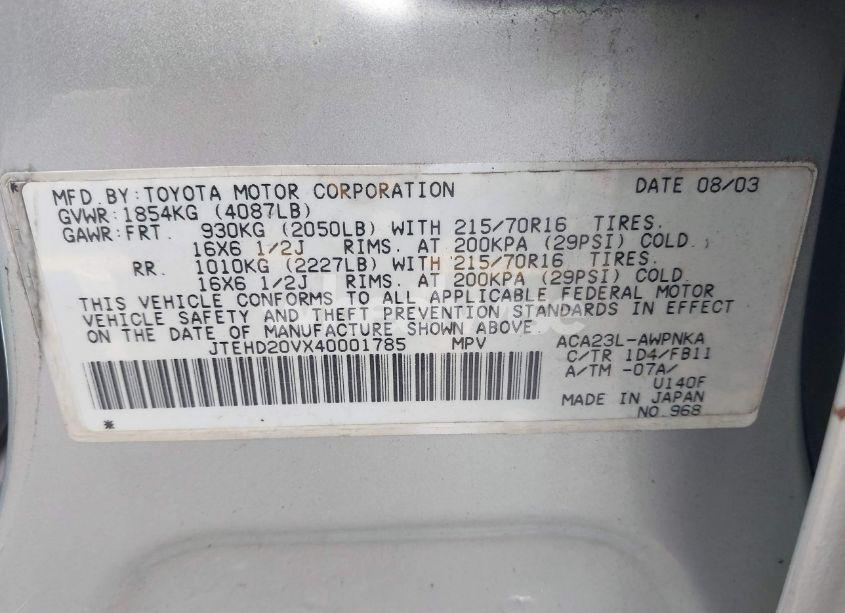 MFD. BY: TOYOTA MOTOR CORPORATION DATE 08/03
GVWR: 1854KG (4087LB)
GAWR: FRT. 930KG (2050LB) WITH 215/70R16 TIRES.
16X6 1/2J RIMS. AT 200KPA (29PSI) COLD.
RR. 1010KG (2227LB) WITH 215/70R16 TIRES.
16X6 1/2J RIMS. AT 200KPA (29PSI) COLD.
THIS VEHICLE CONFORMS TO ALL APPLICABLE FEDERAL MOTOR
VEHICLE SAFETY AND THEFT PREVENTION STANDARDS IN EFFECT
ON THE DATE OF MANUFACTURE SHOWN ABOVE.
JTEHD20VX40001785 MPV ACA23L-AWPNKA
C/TR 1D4/FB11
A/TM -07A/
U140F
MADE IN JAPAN
NO.968